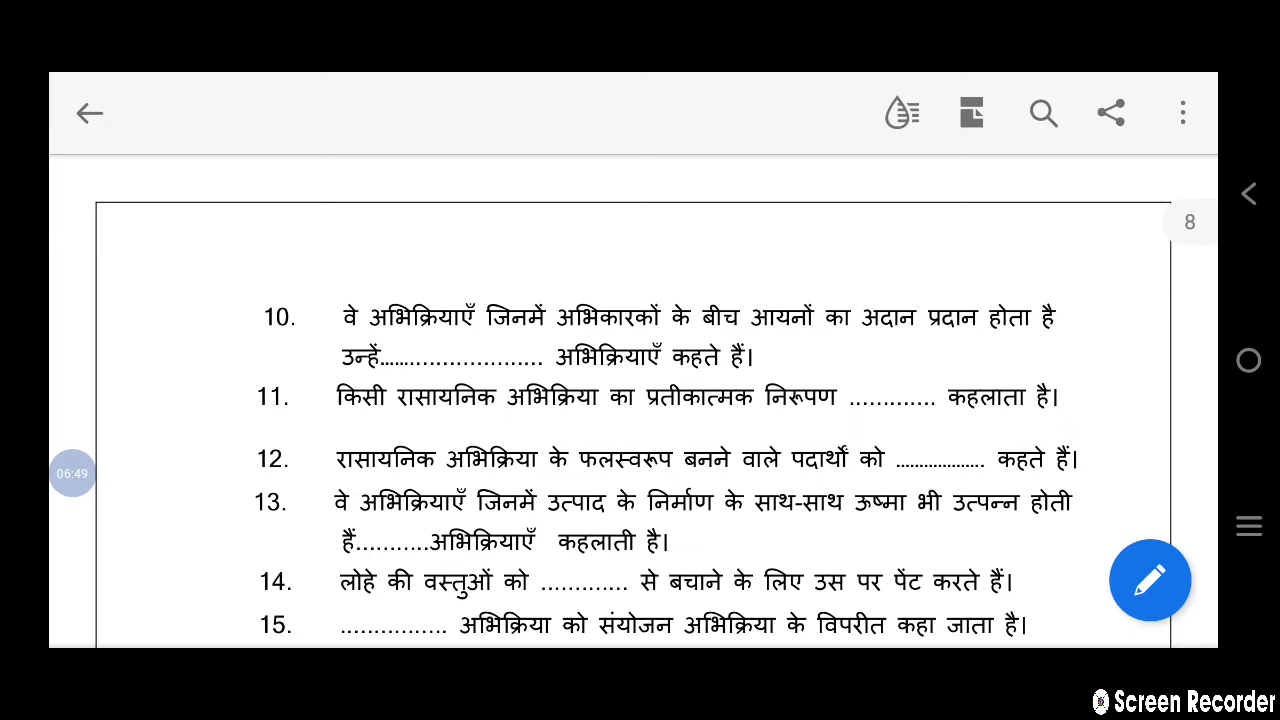 8
10. वे अभिक्रियाएँ जिनमें अभिकारकों के बीच आयनों का अदान प्रदान होता है
उन्हें........................ अभिक्रियाएँ कहते हैं।
11. किसी रासायनिक अभिक्रिया का प्रतीकात्मक निरूपण ............. कहलाता है।
12. रासायनिक अभिक्रिया के फलस्वरूप बनने वाले पदार्थों को ................... कहते हैं।
06:49
13. वे अभिक्रियाएँ जिनमें उत्पाद के निर्माण के साथ-साथ ऊष्मा भी उत्पन्न होती
हैं...........अभिक्रियाएँ कहलाती है।
14. लोहे की वस्तुओं को ............. से बचाने के लिए उस पर पेंट करते हैं।
15. ................ अभिक्रिया को संयोजन अभिक्रिया के विपरीत कहा जाता है।
Screen Recorder